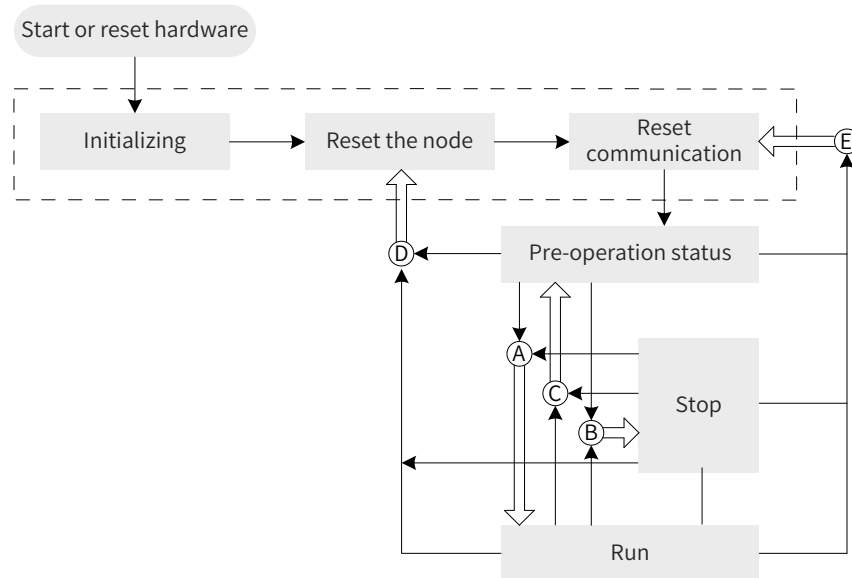 Start or reset hardware
Initializing
Reset the node
Reset
communication
E
D
Pre-operation status
A
C
Stop
B
Run